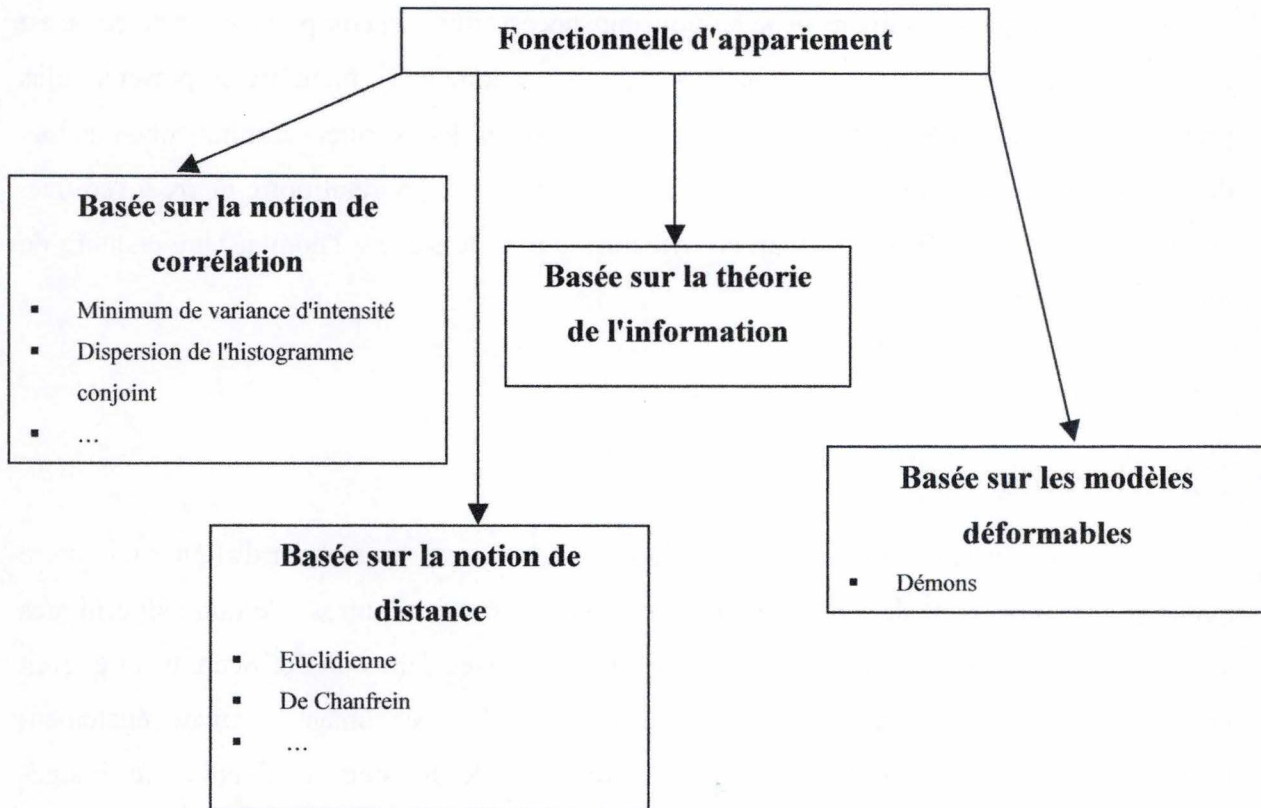 Fonctionnelle d'appariement
Basée sur la notion de
corrélation
▪ Minimum de variance d'intensité
▪ Dispersion de l'histogramme
conjoint
▪ ...
Basée sur la théorie
de l'information
Basée sur les modèles
déformables
▪ Démons
Basée sur la notion de
distance
▪ Euclidienne
▪ De Chanfrein
▪ ...